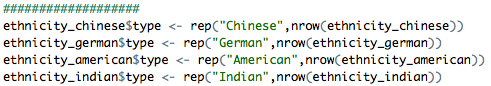 ###################
ethnicity_chinese$type <- rep("Chinese",nrow(ethnicity_chinese))
ethnicity_german$type <- rep("German",nrow(ethnicity_german))
ethnicity_american$type <- rep("American",nrow(ethnicity_american))
ethnicity_indian$type <- rep("Indian",nrow(ethnicity_indian))